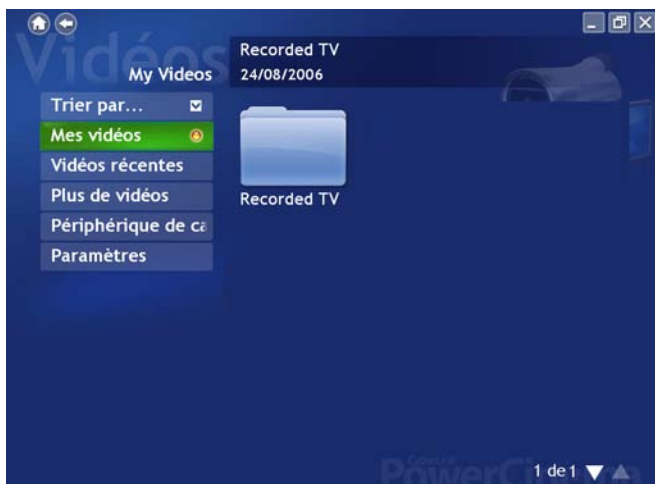 Vidéos
My Videos
Recorded TV
24/08/2006
Trier par...
Mes vidéos
Vidéos récentes
Plus de vidéos
Périphérique de ca
Paramètres
Recorded TV
PowerCinema
1 de 1